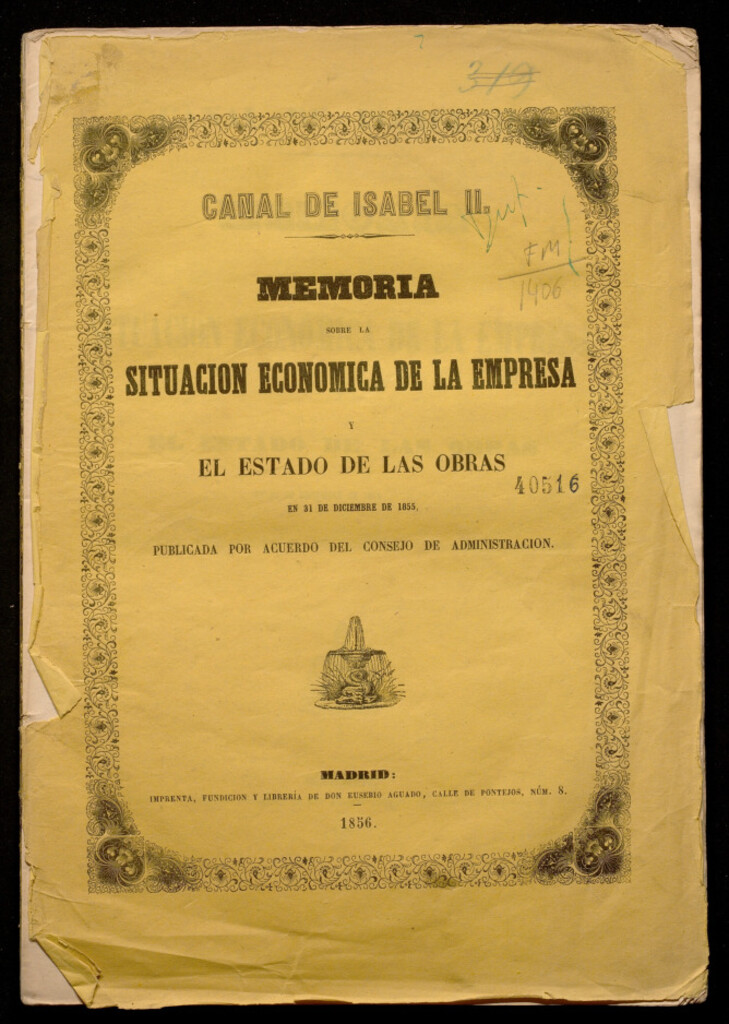 319
CANAL DE ISABEL II.
FM
1406
MEMORIA
SOBRE LA
SITUACION ECONOMICA DE LA EMPRESA
Y
EL ESTADO DE LAS OBRAS
40516
EN 31 DE DICIEMBRE DE 1855,
PUBLICADA POR ACUERDO DEL CONSEJO DE ADMINISTRACION.
MADRID:
IMPRENTA, FUNDICION Y LIBRERÍA DE DON EUSEBIO AGUADO, CALLE DE PONTEJOS, NÚM. 8.
1856.